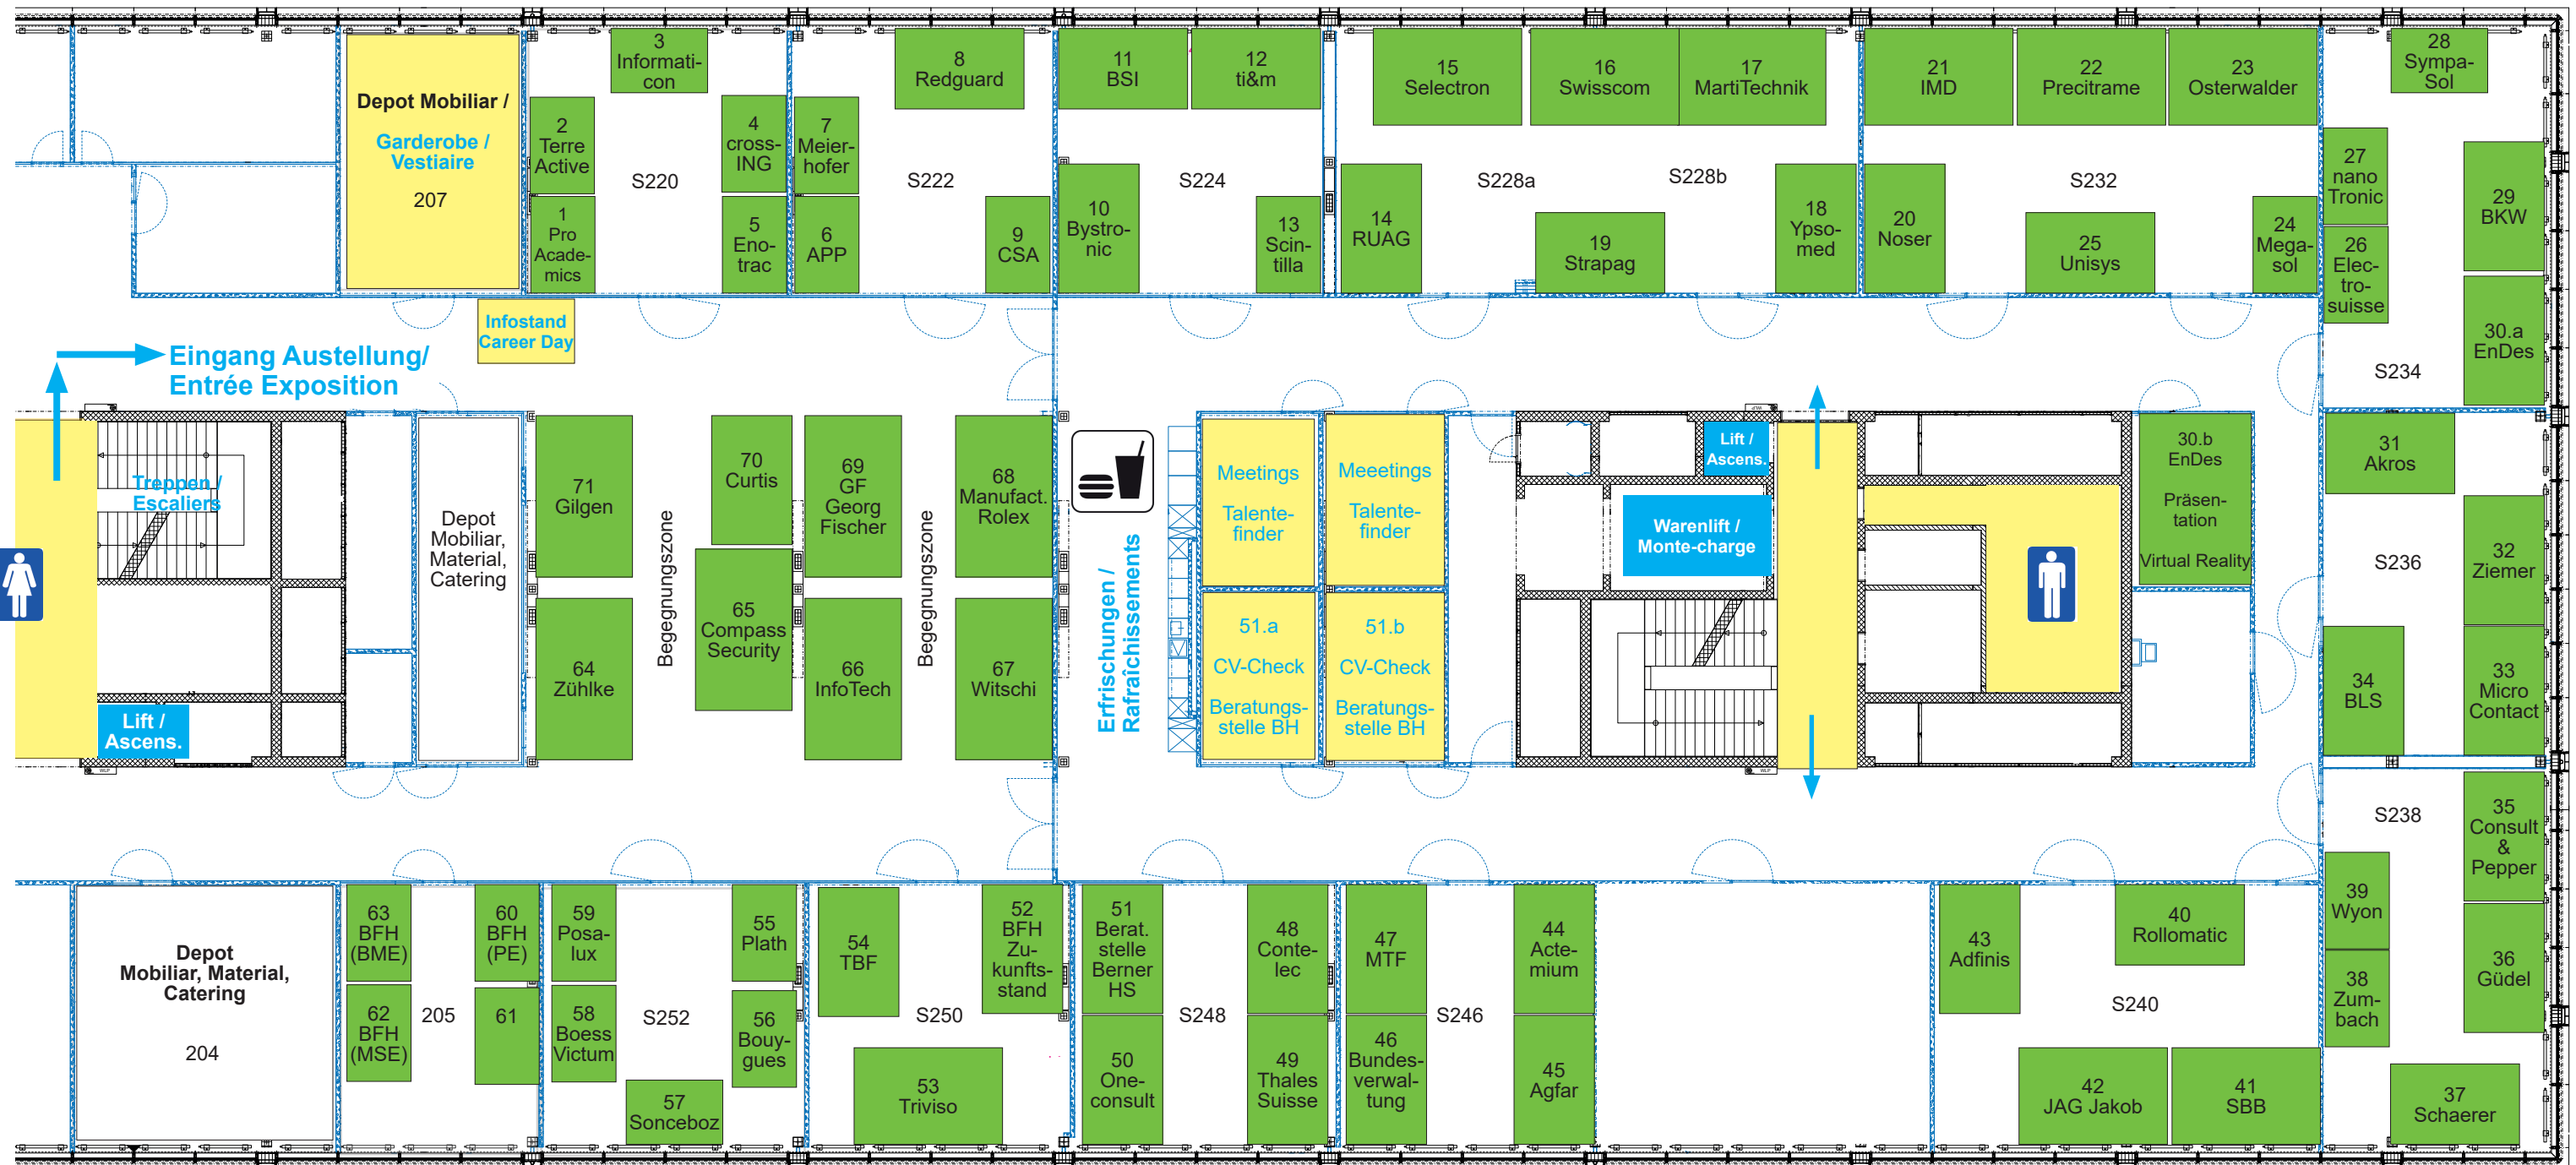 3
Informati-
con
8
Redguard
11
BSI
12
ti&m
15
Selectron
16
Swisscom
17
MartiTechnik
21
IMD
22
Precitrame
23
Osterwalder
28
Sympa-
Sol
Depot Mobiliar /
Garderobe /
Vestiaire
207
2
Terre
Active
4
cross-
ING
7
Meier-
hofer
S220
S222
S224
S228a
S228b
S232
27
nano
Tronic
29
BKW
1
Pro
Acade-
mics
5
Eno-
trac
6
APP
9
CSA
10
Bystro-
nic
13
Scin-
tilla
14
RUAG
19
Strapag
18
Ypso-
med
20
Noser
25
Unisys
24
Mega-
sol
26
Elec-
tro-
suisse
30.a
EnDes
S234
Infostand
Career Day
Eingang Austellung/
Entrée Exposition
Treppen /
Escaliers
Lift /
Ascens.
Depot
Mobiliar,
Material,
Catering
71
Gilgen
70
Curtis
69
GF
Georg
Fischer
68
Manufact.
Rolex
Begegnungszone
Begegnungszone
64
Zühlke
65
Compass
Security
66
InfoTech
67
Witschi
Erfrischungen /
Rafraîchissements
Meetings
Talente-
finder
Meeetings
Talente-
finder
51.a
CV-Check
Beratungs-
stelle BH
51.b
CV-Check
Beratungs-
stelle BH
WLP
Lift /
Ascens.
Warenlift /
Monte-charge
WLP
WLP
30.b
EnDes
Präsen-
tation
Virtual Reality
31
Akros
S236
32
Ziemer
34
BLS
33
Micro
Contact
S238
35
Consult
&
Pepper
39
Wyon
38
Zum-
bach
36
Güdel
37
Schaerer
Depot
Mobiliar, Material,
Catering
204
63
BFH
(BME)
60
BFH
(PE)
62
BFH
(MSE)
205
61
59
Posa-
lux
55
Plath
58
Boess
Victum
S252
56
Bouy-
gues
57
Sonceboz
54
TBF
52
BFH
Zu-
kunfts-
stand
S250
53
Triviso
51
Berat.
stelle
Berner
HS
48
Conte-
lec
S248
50
One-
consult
49
Thales
Suisse
47
MTF
44
Acte-
mium
S246
46
Bundes-
verwal-
tung
45
Agfar
43
Adfinis
40
Rollomatic
S240
42
JAG Jakob
41
SBB